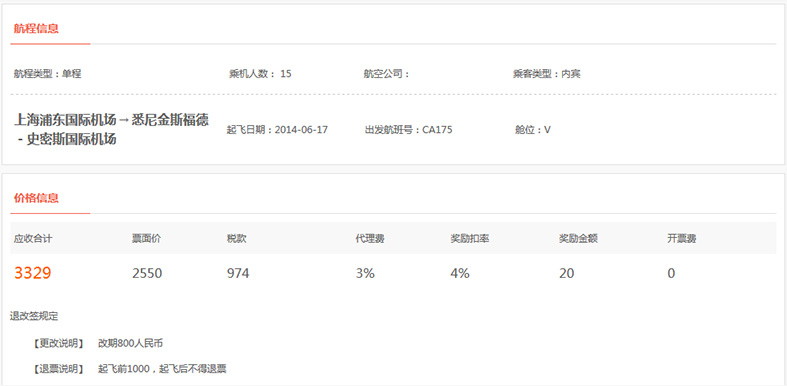 航程信息
航程类型：单程 乘机人数： 15 航空公司： 乘客类型：内宾
上海浦东国际机场→悉尼金斯福德
- 史密斯国际机场
起飞日期：2014-06-17 出发航班号：CA175 舱位：V
价格信息
应收合计 票面价 税款 代理费 奖励扣率 奖励金额 开票费
3329 2550 974 3% 4% 20 0
退改签规定
【更改说明】 改期800人民币
【退票说明】 起飞前1000，起飞后不得退票